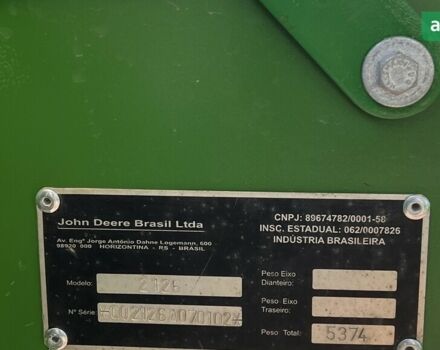 a
John Deere Brasil Ltda
Av. Engº Jorge Antônio Dahne Logemann, 600
98920 000 HORIZONTINA - RS - BRASIL
CNPJ: 89674782/0001-58
INSC. ESTADUAL: 062/0007826
INDÚSTRIA BRASILEIRA
Modelo: 2126
Nº Série: *CQ2126A070102*
Peso Eixo
Dianteiro:
Peso Eixo
Traseiro:
Peso Total: 5374